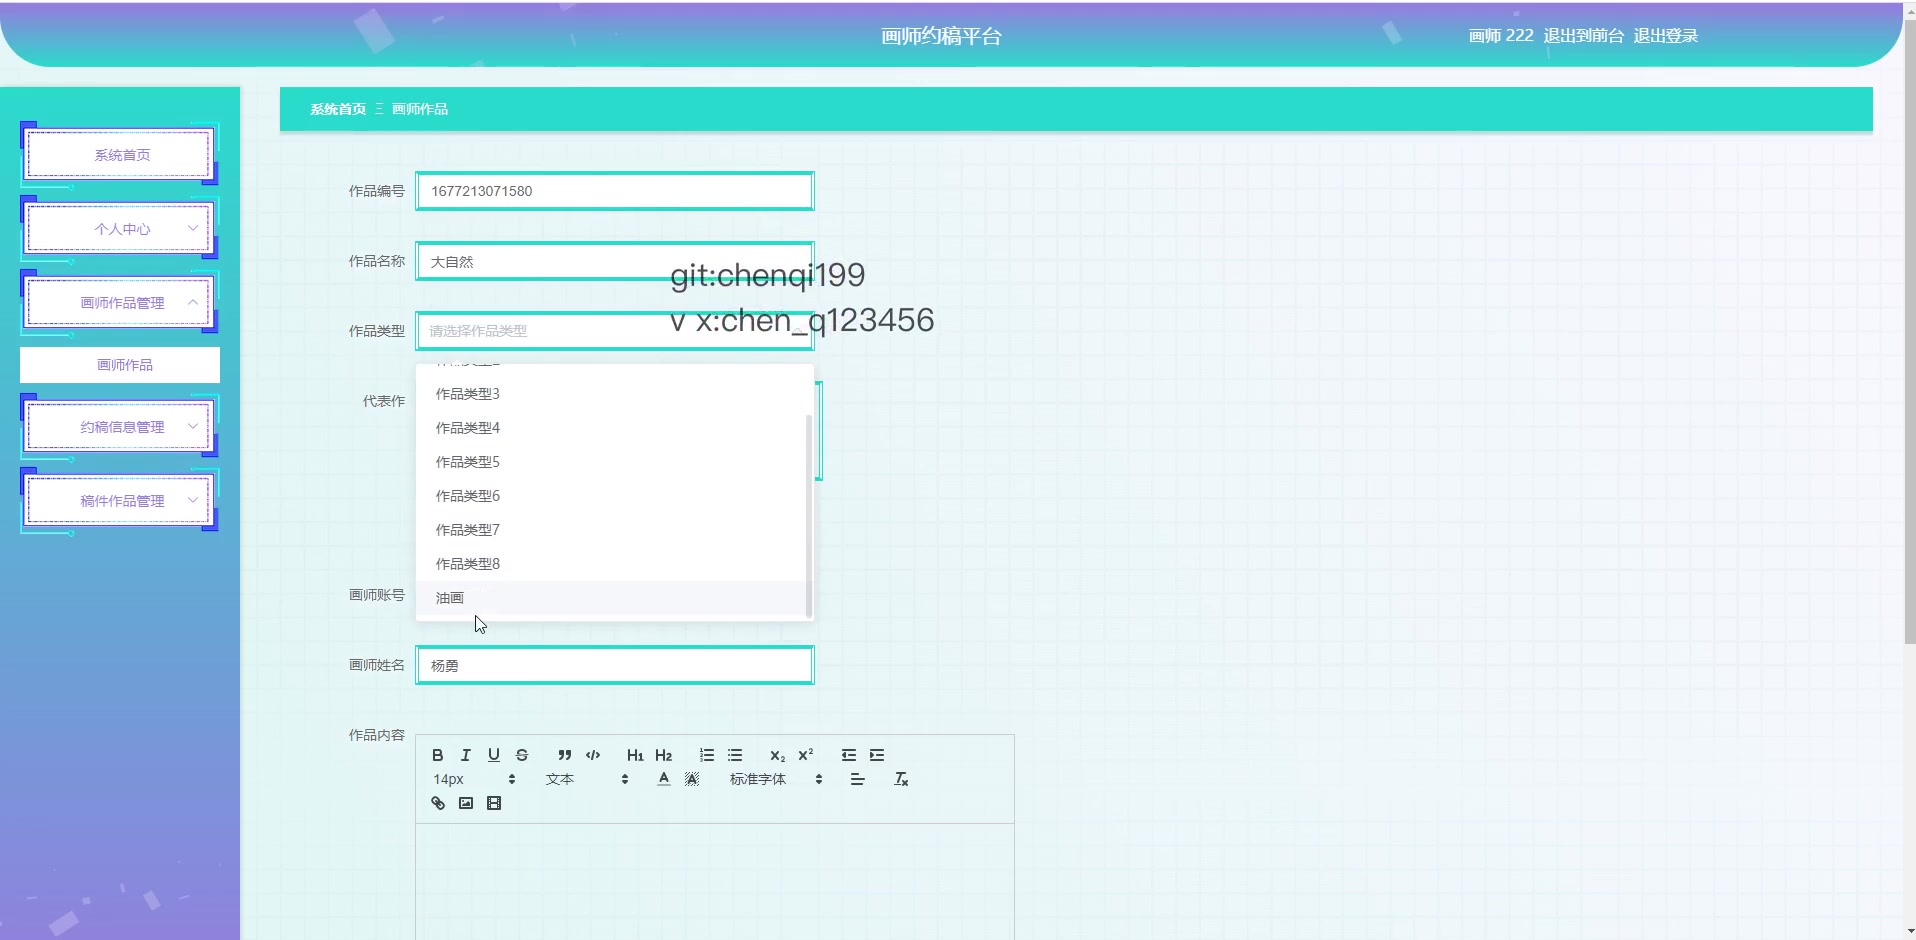 画师约稿平台
画师 222 退出到前台 退出登录
系统首页
个人中心
画师作品管理
画师作品
约稿信息管理
稿件作品管理
系统首页 Ξ 画师作品
作品编号 1677213071580
作品名称 大自然
git:chenqi199
作品类型 请选择作品类型
v x:chen_q123456
代表作
作品类型3
作品类型4
作品类型5
作品类型6
作品类型7
作品类型8
油画
画师账号
画师姓名 杨勇
作品内容
B I U S H1 H2 X2 X2
14px 文本 A A 标准字体 Tx